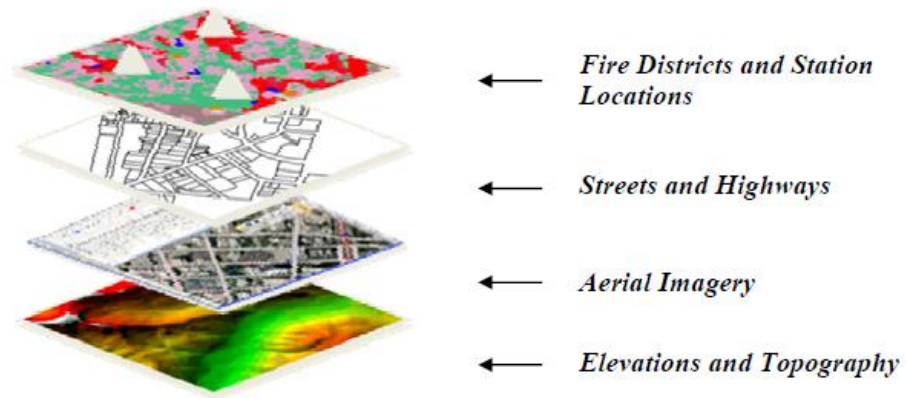 Fire Districts and Station
Locations
Streets and Highways
Aerial Imagery
Elevations and Topography